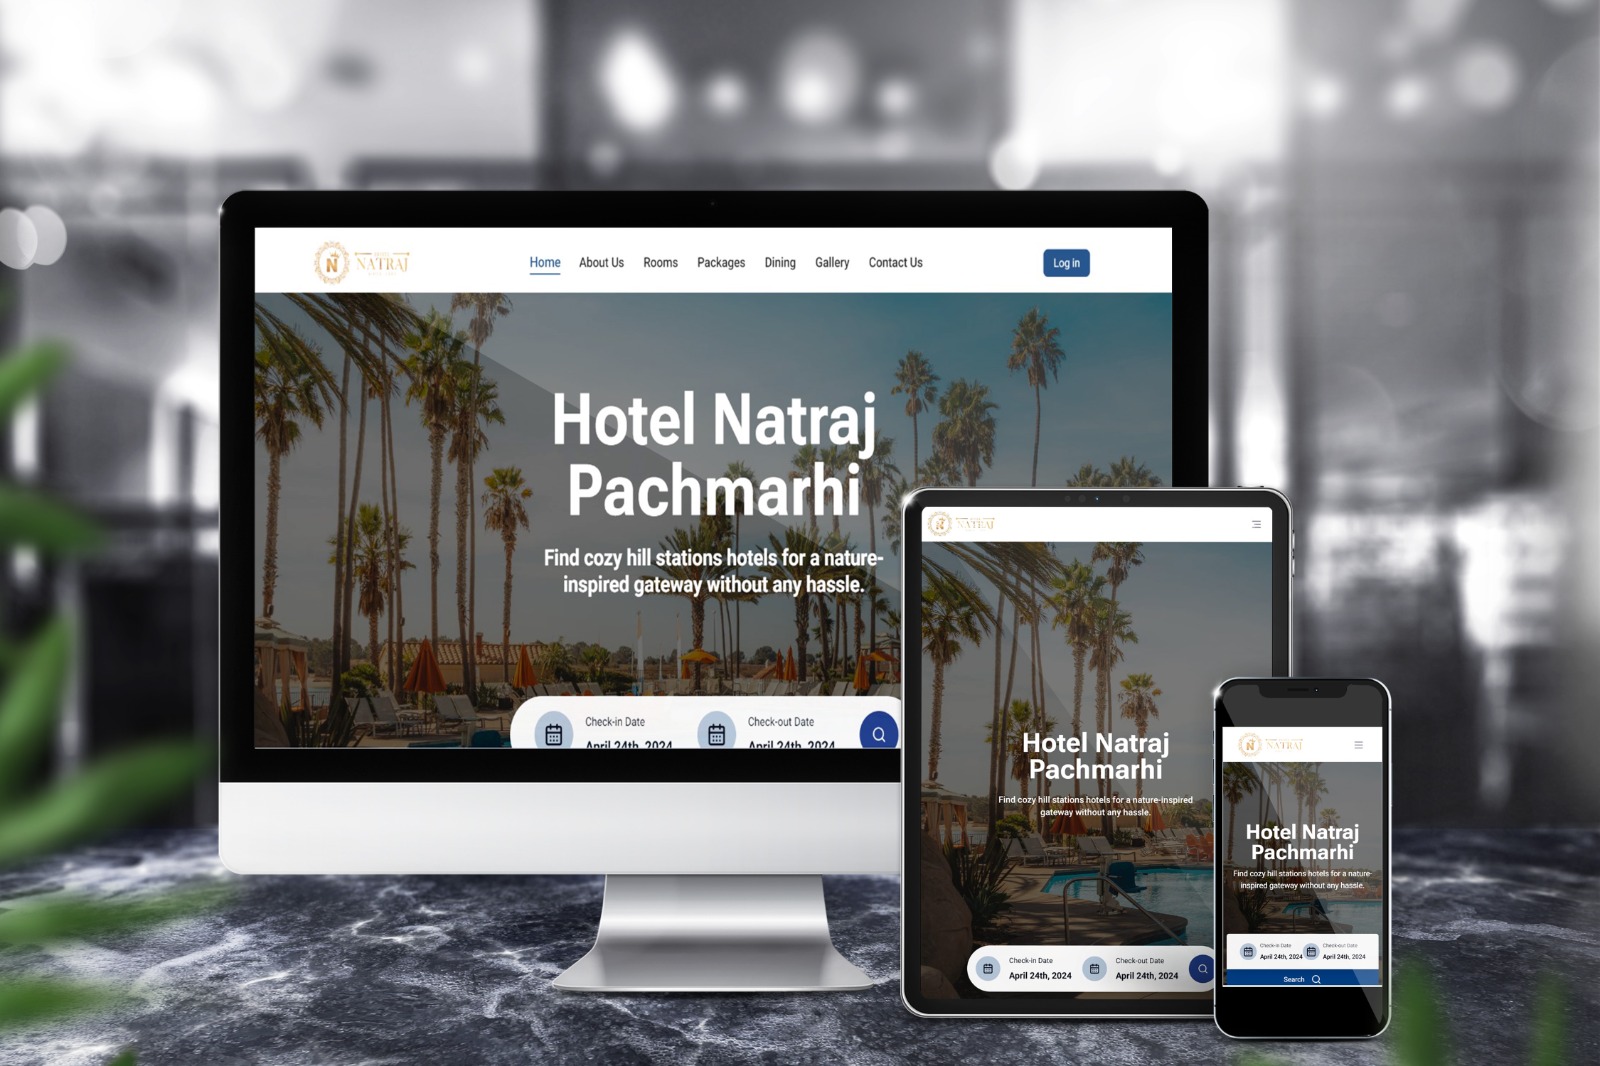 N
NATRAJ
Home About Us Rooms Packages Dining Gallery Contact Us
Log in
Hotel Natraj
Pachmarhi
Find cozy hill stations hotels for a nature-
inspired gateway without any hassle.
Check-in Date
April 24th, 2024
Check-out Date
April 24th, 2024
N
NATRAJ
Hotel Natraj
Pachmarhi
Find cozy hill stations hotels for a nature-inspired
gateway without any hassle.
Check-in Date
April 24th, 2024
Check-out Date
April 24th, 2024
N
NATRAJ
Hotel Natraj
Pachmarhi
Find cozy hill stations hotels for a nature-
inspired gateway without any hassle.
Check-in Date
April 24th, 2024
Check-out Date
April 24th, 2024
Search